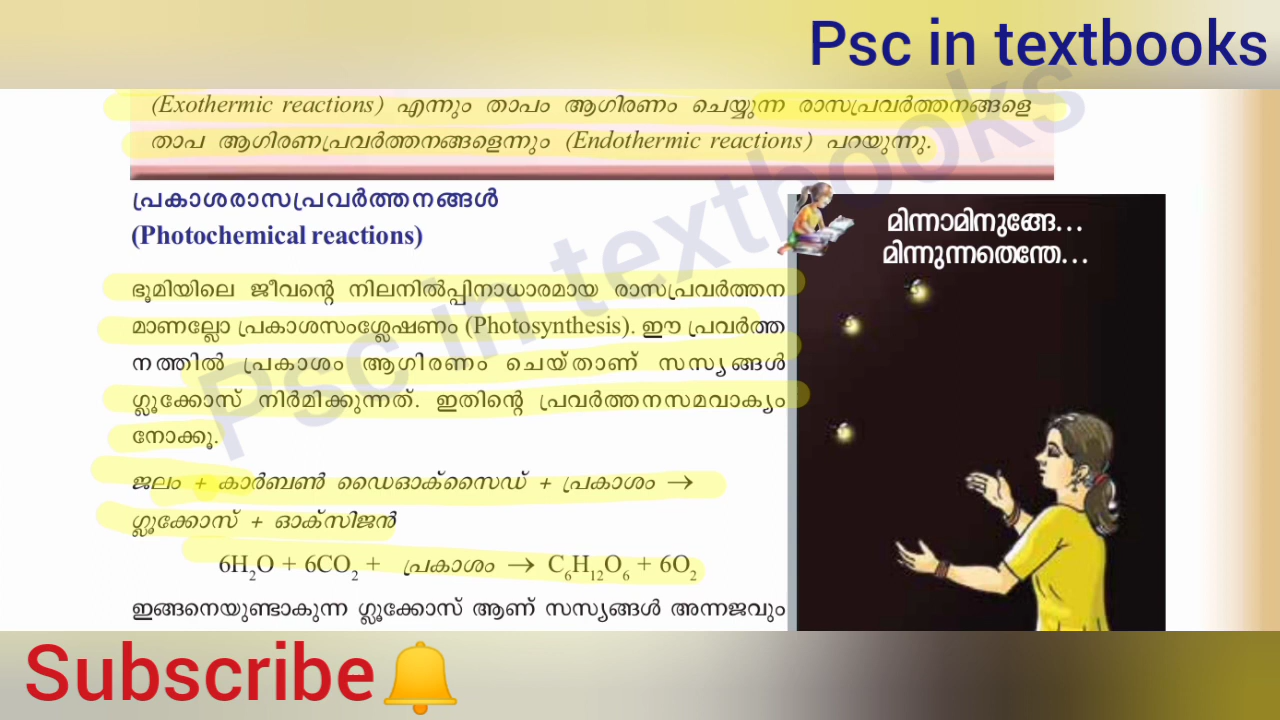 Psc in textbooks
(Exothermic reactions) എന്നും താപം ആഗിരണം ചെയ്യുന്ന രാസപ്രവർത്തനങ്ങളെ
താപ ആഗിരണപ്രവർത്തനങ്ങളെന്നും (Endothermic reactions) പറയുന്നു.
പ്രകാശരാസപ്രവർത്തനങ്ങൾ
(Photochemical reactions)
ഭൂമിയിലെ ജീവന്റെ നിലനിൽപ്പിനാധാരമായ രാസപ്രവർത്തന
മാണല്ലോ പ്രകാശസംശ്ലേഷണം (Photosynthesis). ഈ പ്രവർത്ത
നത്തിൽ പ്രകാശം ആഗിരണം ചെയ്താണ് സസ്യങ്ങൾ
ഗ്ലൂക്കോസ് നിർമിക്കുന്നത്. ഇതിന്റെ പ്രവർത്തനസമവാക്യം
നോക്കൂ.
ജലം + കാർബൺ ഡൈഓക്സൈഡ് + പ്രകാശം →
ഗ്ലൂക്കോസ് + ഓക്സിജൻ
6H₂O + 6CO₂ + പ്രകാശം → C₆H₁₂O₆ + 6O₂
ഇങ്ങനെയുണ്ടാകുന്ന ഗ്ലൂക്കോസ് ആണ് സസ്യങ്ങൾ അന്നജവും
മിന്നാമിനുങ്ങേ...
മിന്നുന്നതെന്തേ...
Psc in textbooks
Subscribe